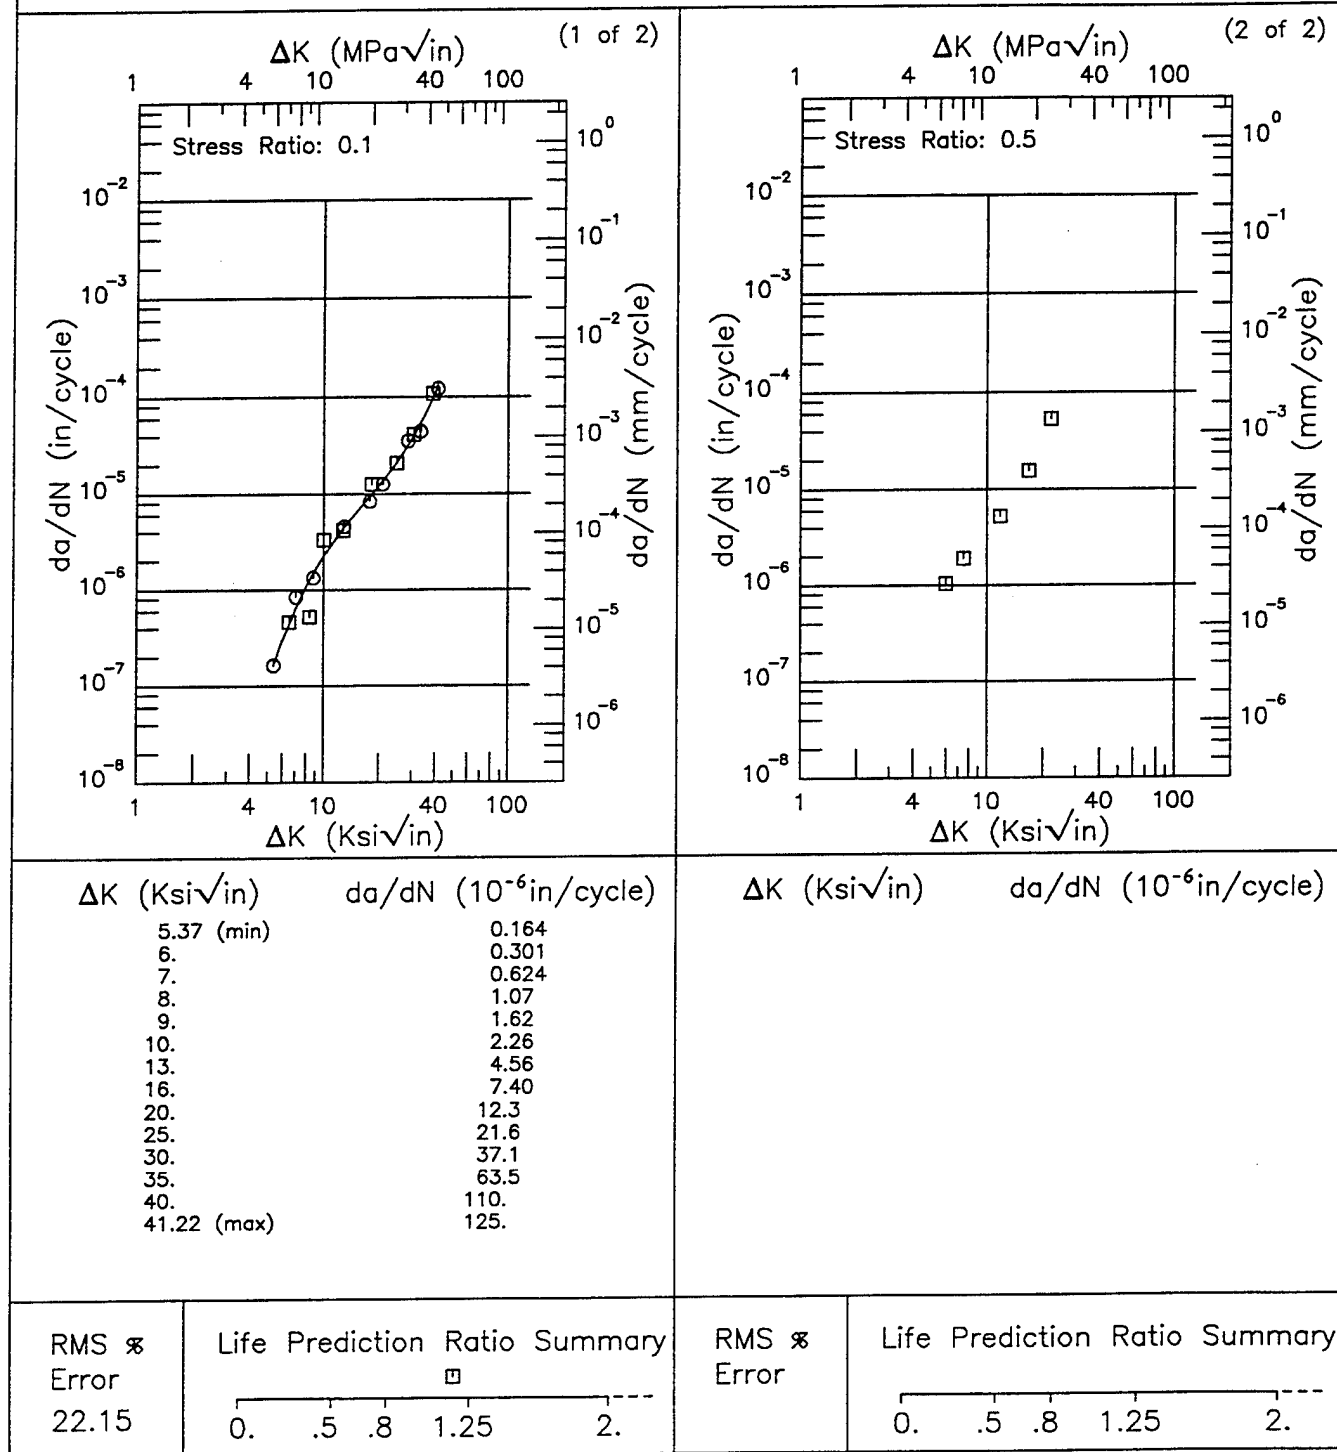 (1 of 2)
ΔK (MPa√in)
1 4 10 40 100
Stress Ratio: 0.1
10⁻²
10⁻³
10⁻⁴
10⁻⁵
10⁻⁶
10⁻⁷
10⁻⁸
da/dN (in/cycle)
10⁰
10⁻¹
10⁻²
10⁻³
10⁻⁴
10⁻⁵
10⁻⁶
da/dN (mm/cycle)
1 4 10 40 100
ΔK (Ksi√in)
(2 of 2)
ΔK (MPa√in)
1 4 10 40 100
Stress Ratio: 0.5
10⁻²
10⁻³
10⁻⁴
10⁻⁵
10⁻⁶
10⁻⁷
10⁻⁸
da/dN (in/cycle)
10⁰
10⁻¹
10⁻²
10⁻³
10⁻⁴
10⁻⁵
10⁻⁶
da/dN (mm/cycle)
1 4 10 40 100
ΔK (Ksi√in)
ΔK (Ksi√in) da/dN (10⁻⁶in/cycle)
5.37 (min) 0.164
6. 0.301
7. 0.624
8. 1.07
9. 1.62
10. 2.26
13. 4.56
16. 7.40
20. 12.3
25. 21.6
30. 37.1
35. 63.5
40. 110.
41.22 (max) 125.
ΔK (Ksi√in) da/dN (10⁻⁶in/cycle)
RMS %
Error
22.15
Life Prediction Ratio Summary
0. .5 .8 1.25 2.
RMS %
Error
Life Prediction Ratio Summary
0. .5 .8 1.25 2.